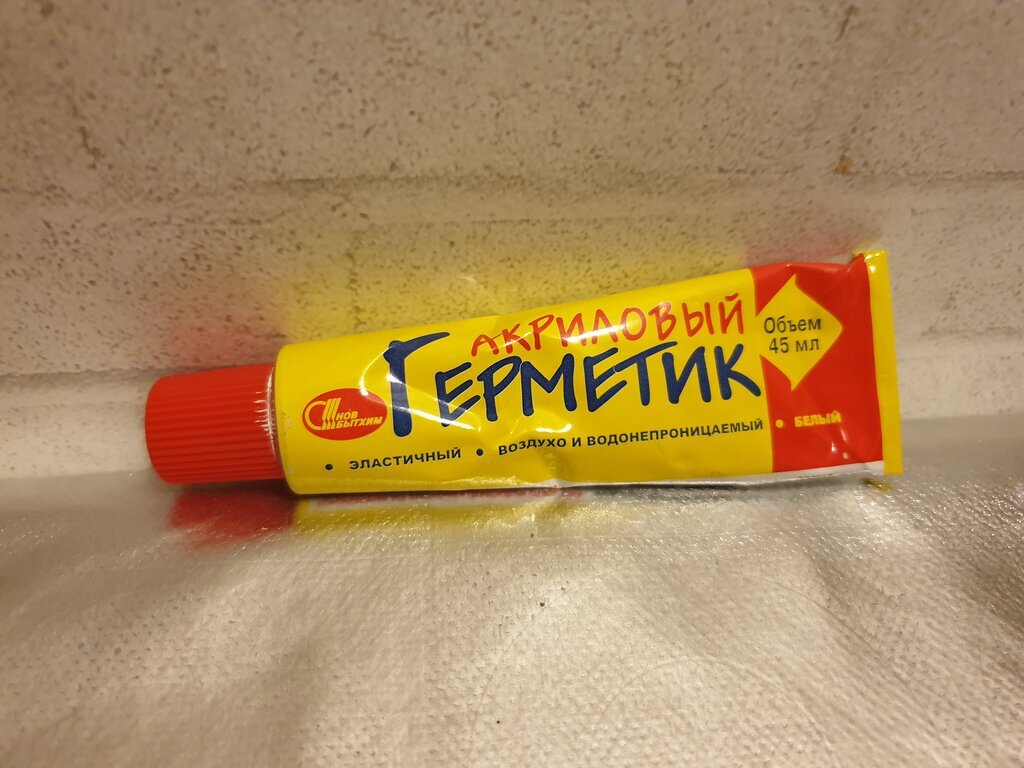 АКРИЛОВЫЙ
ГЕРМЕТИК
Объем
45 мл
НОВ
БЫТХИМ
• ЭЛАСТИЧНЫЙ • ВОЗДУХО И ВОДОНЕПРОНИЦАЕМЫЙ • БЕЛЫЙ